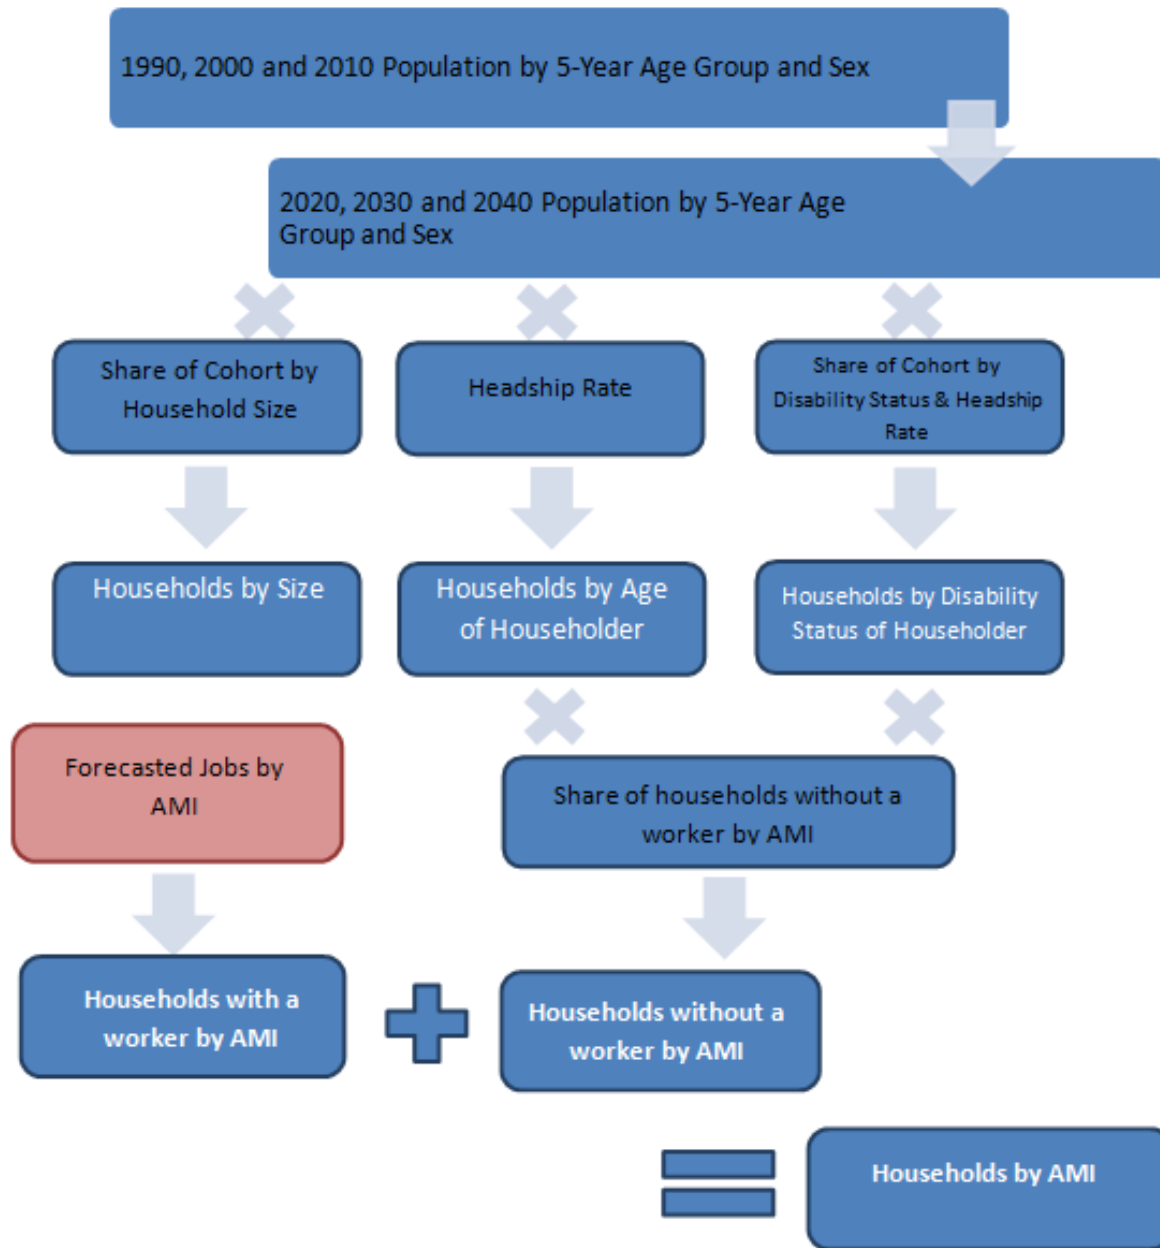 1990, 2000 and 2010 Population by 5-Year Age Group and Sex
2020, 2030 and 2040 Population by 5-Year Age
Group and Sex
Share of Cohort by
Household Size
Headship Rate
Share of Cohort by
Disability Status & Headship
Rate
Households by Size
Households by Age
of Householder
Households by Disability
Status of Householder
Forecasted Jobs by
AMI
Share of households without a
worker by AMI
Households with a
worker by AMI
Households without a
worker by AMI
Households by AMI